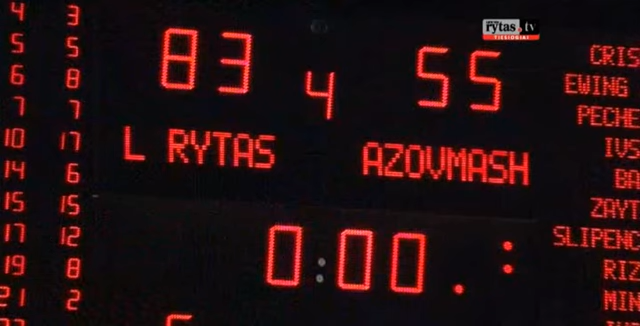 rytas.tv
TIESIOGIAI
83 4 55
L RYTAS AZOVMASH
0:00.
4 3
5 5
6 8
7 7
10 17
14 6
15 15
17 12
19 8
21 2
CRIS
EWING
PECHE
IVS
BA
ZAYT
SLIPENC
RIZ
MIN